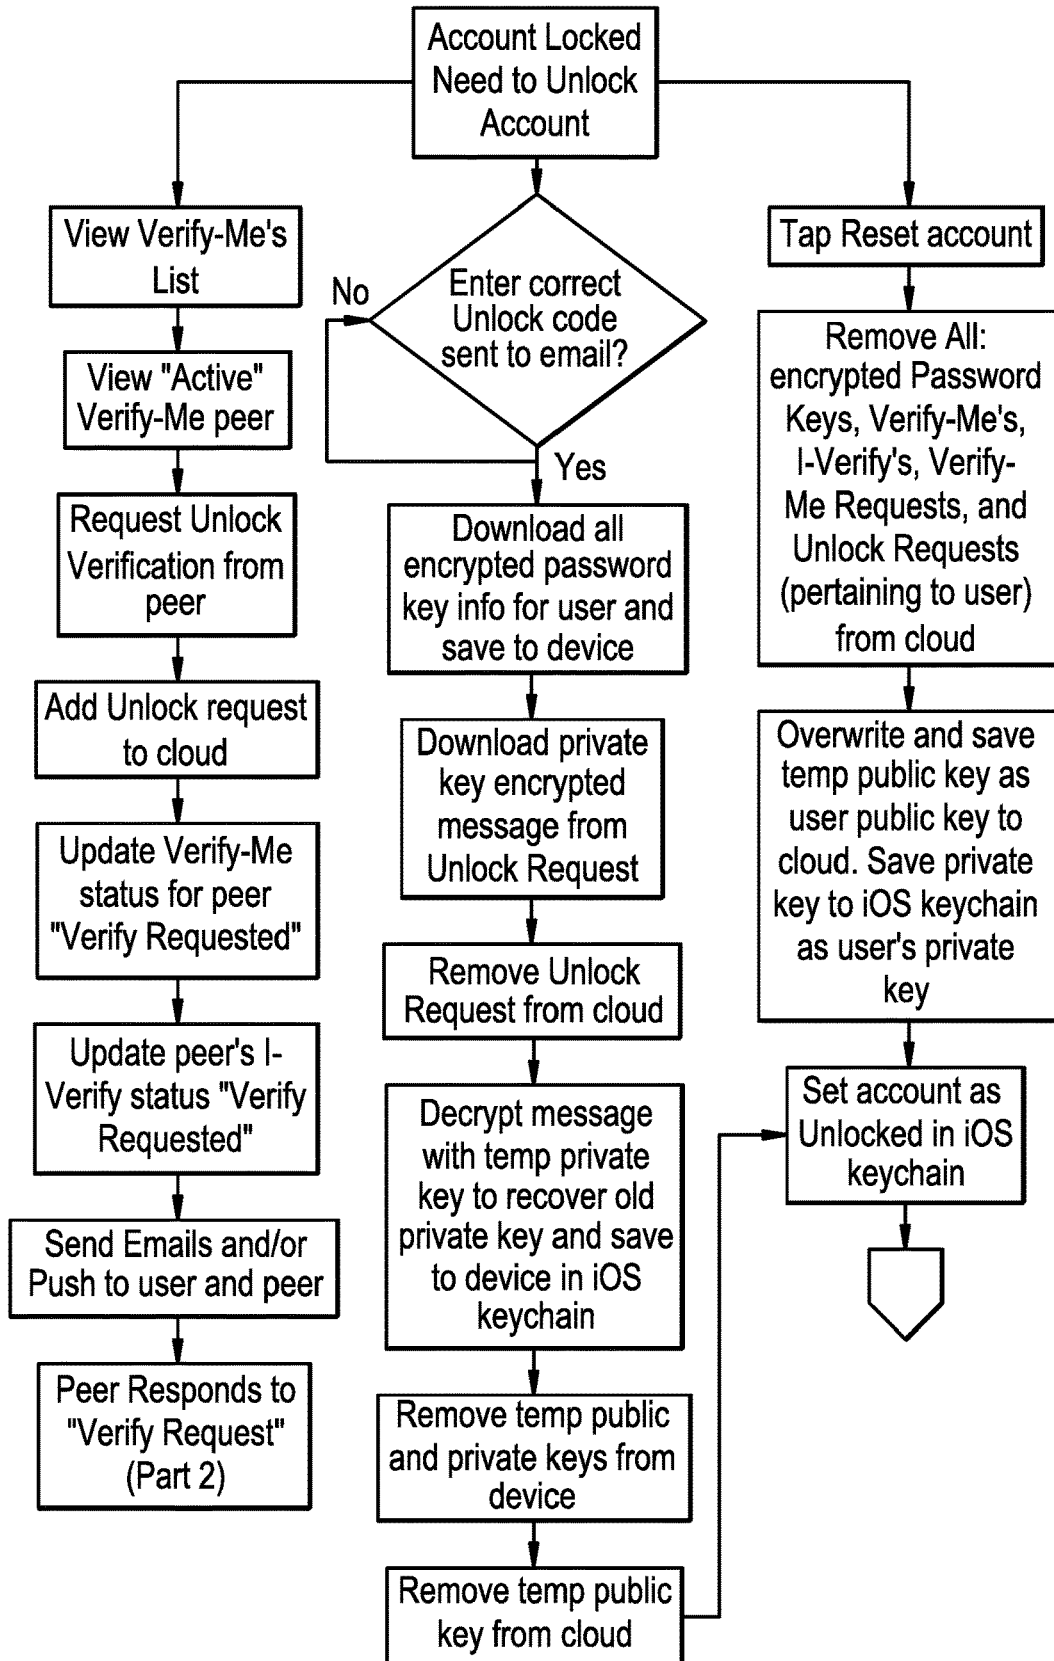 Account Locked
Need to Unlock
Account
View Verify-Me's
List
View "Active"
Verify-Me peer
Request Unlock
Verification from
peer
Add Unlock request
to cloud
Update Verify-Me
status for peer
"Verify Requested"
Update peer's I-
Verify status "Verify
Requested"
Send Emails and/or
Push to user and peer
Peer Responds to
"Verify Request"
(Part 2)
No
Enter correct
Unlock code
sent to email?
Yes
Download all
encrypted password
key info for user and
save to device
Download private
key encrypted
message from
Unlock Request
Remove Unlock
Request from cloud
Decrypt message
with temp private
key to recover old
private key and save
to device in iOS
keychain
Remove temp public
and private keys from
device
Remove temp public
key from cloud
Tap Reset account
Remove All:
encrypted Password
Keys, Verify-Me's,
I-Verify's, Verify-
Me Requests, and
Unlock Requests
(pertaining to user)
from cloud
Overwrite and save
temp public key as
user public key to
cloud. Save private
key to iOS keychain
as user's private
key
Set account as
Unlocked in iOS
keychain